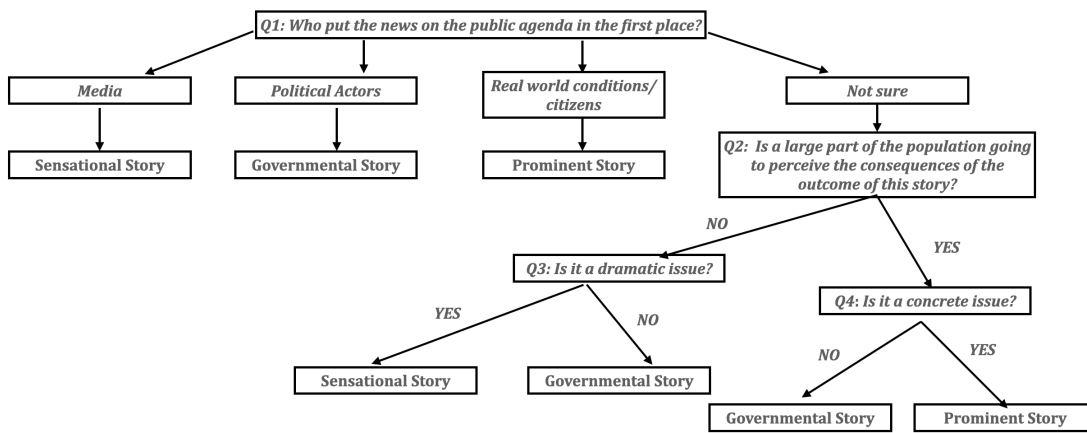 Q1: Who put the news on the public agenda in the first place?
Media
Political Actors
Real world conditions/
citizens
Not sure
Sensational Story
Governmental Story
Prominent Story
Q2: Is a large part of the population going
to perceive the consequences of the
outcome of this story?
NO
YES
Q3: Is it a dramatic issue?
Q4: Is it a concrete issue?
YES
NO
NO
YES
Sensational Story
Governmental Story
Governmental Story
Prominent Story